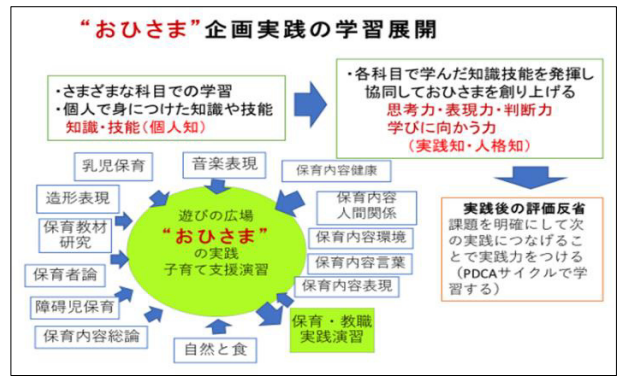 “おひさま”企画実践の学習展開
・さまざまな科目での学習
・個人で身につけた知識や技能
知識・技能(個人知)
・各科目で学んだ知識技能を発揮し
協同しておひさまを創り上げる
思考力・表現力・判断力
学びに向かう力
(実践知・人格知)
乳児保育
音楽表現
保育内容健康
造形表現
保育内容
人間関係
保育教材
研究
保育内容環境
保育者論
保育内容言葉
障碍児保育
保育内容表現
保育内容総論
自然と食
遊びの広場
“おひさま”
の実践
子育て支援演習
保育・教職
実践演習
実践後の評価反省
課題を明確にして次
の実践につなげるこ
とで実践力をつける
(PDCAサイクルで学
習する)